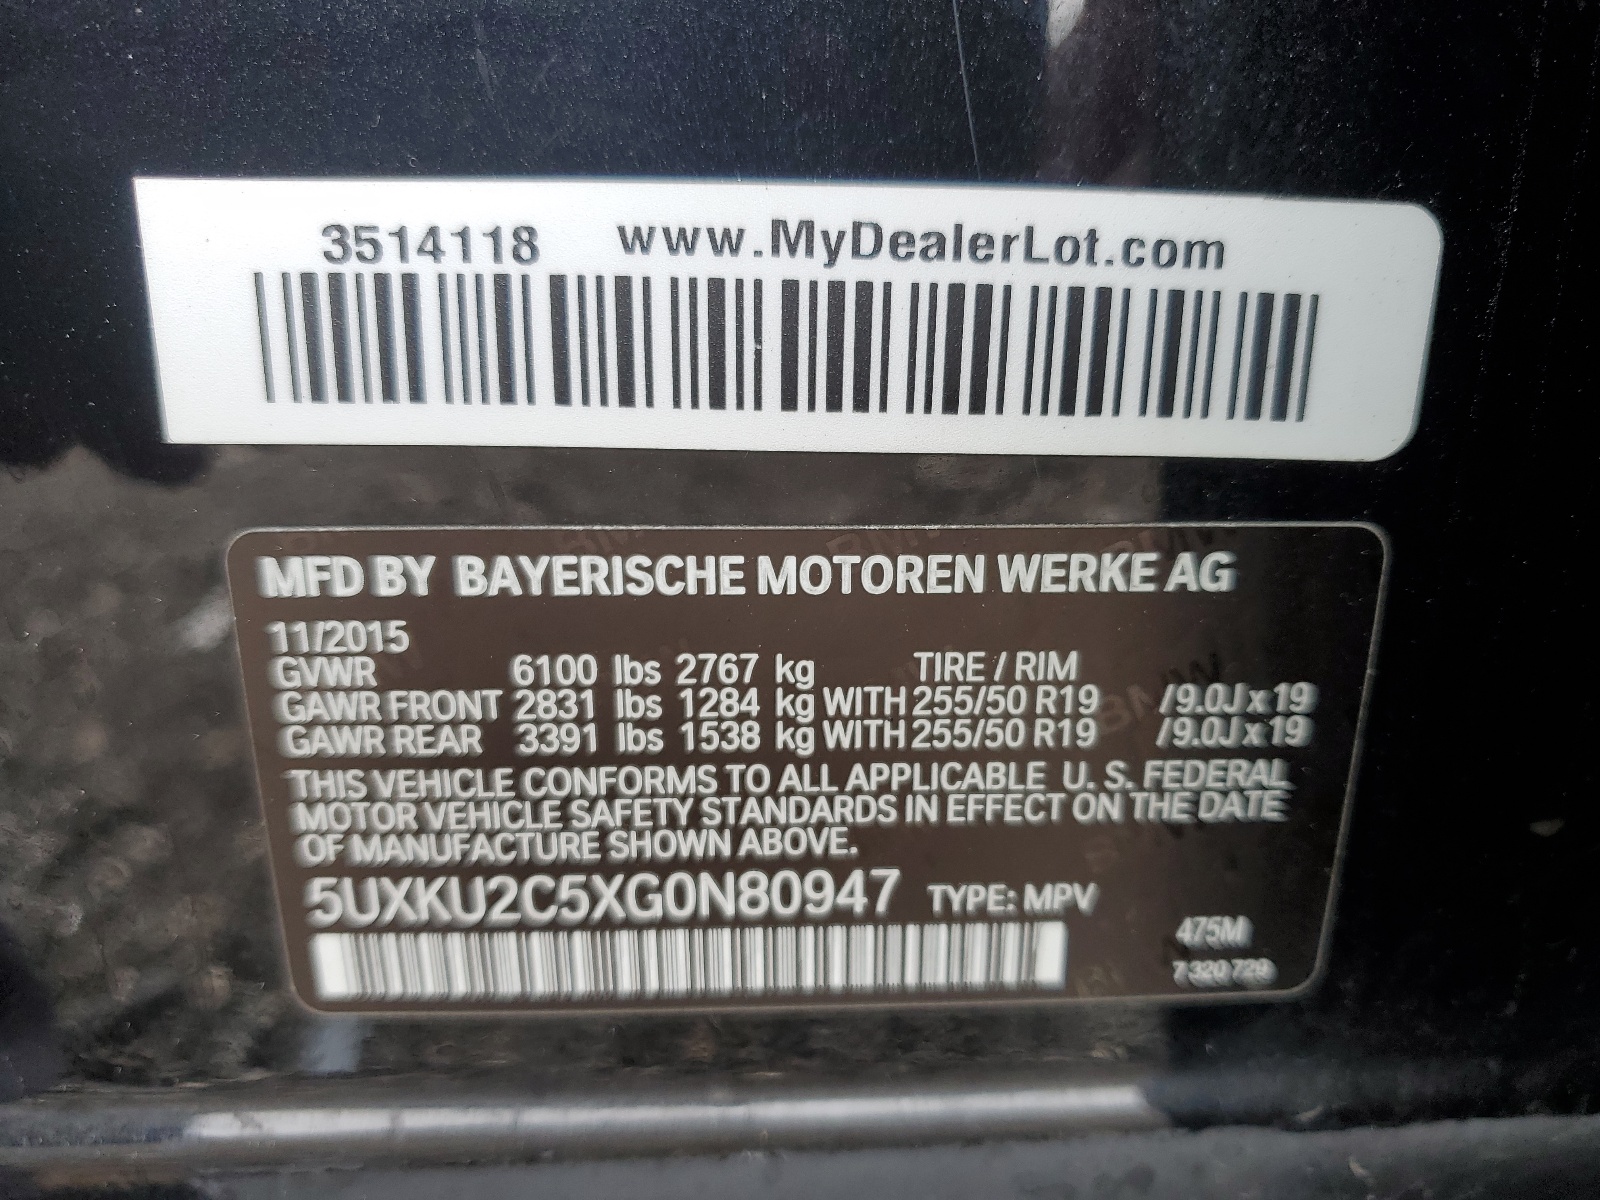 3514118 www.MyDealerLot.com
MFD BY BAYERISCHE MOTOREN WERKE AG
11/2015
GVWR 6100 lbs 2767 kg TIRE / RIM
GAWR FRONT 2831 lbs 1284 kg WITH 255/50 R19 /9.0J x 19
GAWR REAR 3391 lbs 1538 kg WITH 255/50 R19 /9.0J x 19
THIS VEHICLE CONFORMS TO ALL APPLICABLE U. S. FEDERAL
MOTOR VEHICLE SAFETY STANDARDS IN EFFECT ON THE DATE
OF MANUFACTURE SHOWN ABOVE.
5UXKU2C5XG0N80947 TYPE: MPV
475M
7 320 729